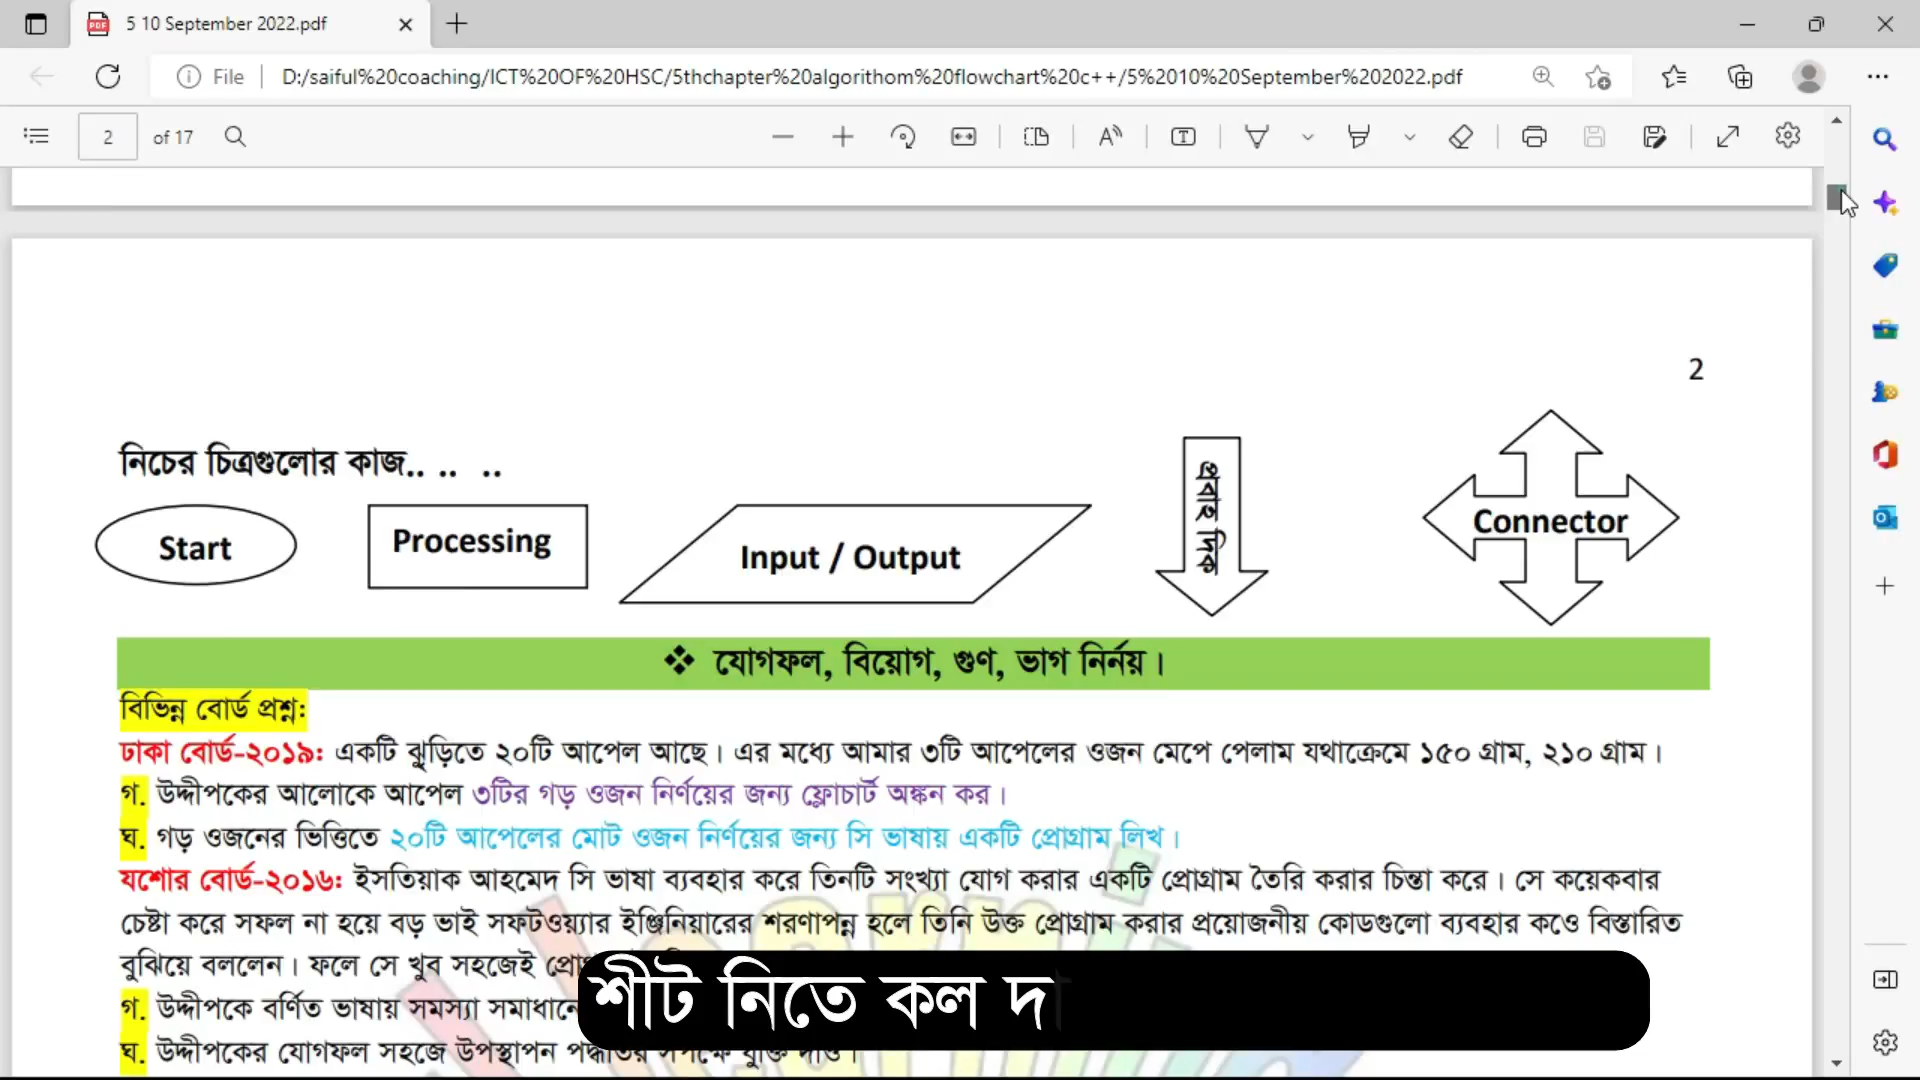 5 10 September 2022.pdf
File D:/saiful%20coaching/ICT%20OF%20HSC/5thchapter%20algorithom%20flowchart%20c++/5%2010%20September%202022.pdf
2 of 17
2
নিচের চিত্রগুলোর কাজ.. .. ..
Start
Processing
Input / Output
প্রবাহ দিক
Connector
❖ যোগফল, বিয়োগ, গুণ, ভাগ নির্নয়।
বিভিন্ন বোর্ড প্রশ্ন:
ঢাকা বোর্ড-২০১৯: একটি ঝুড়িতে ২০টি আপেল আছে। এর মধ্যে আমার ৩টি আপেলের ওজন মেপে পেলাম যথাক্রেমে ১৫০ গ্রাম, ২১০ গ্রাম।
গ. উদ্দীপকের আলোকে আপেল ৩টির গড় ওজন নির্ণয়ের জন্য ফ্লোচার্ট অঙ্কন কর।
ঘ. গড় ওজনের ভিত্তিতে ২০টি আপেলের মোট ওজন নির্ণয়ের জন্য সি ভাষায় একটি প্রোগ্রাম লিখ।
যশোর বোর্ড-২০১৬: ইসতিয়াক আহমেদ সি ভাষা ব্যবহার করে তিনটি সংখ্যা যোগ করার একটি প্রোগ্রাম তৈরি করার চিন্তা করে। সে কয়েকবার
চেষ্টা করে সফল না হয়ে বড় ভাই সফটওয়্যার ইঞ্জিনিয়ারের শরণাপন্ন হলে তিনি উক্ত প্রোগ্রাম করার প্রয়োজনীয় কোডগুলো ব্যবহার কওে বিস্তারিত
বুঝিয়ে বললেন। ফলে সে খুব সহজেই
গ. উদ্দীপকে বর্ণিত ভাষায় সমস্যা
ঘ. উদ্দীপকের যোগফল সহজে উপস্থাপন পদ্ধতির সপক্ষে যুক্তি দাও।
শীট নিতে কল